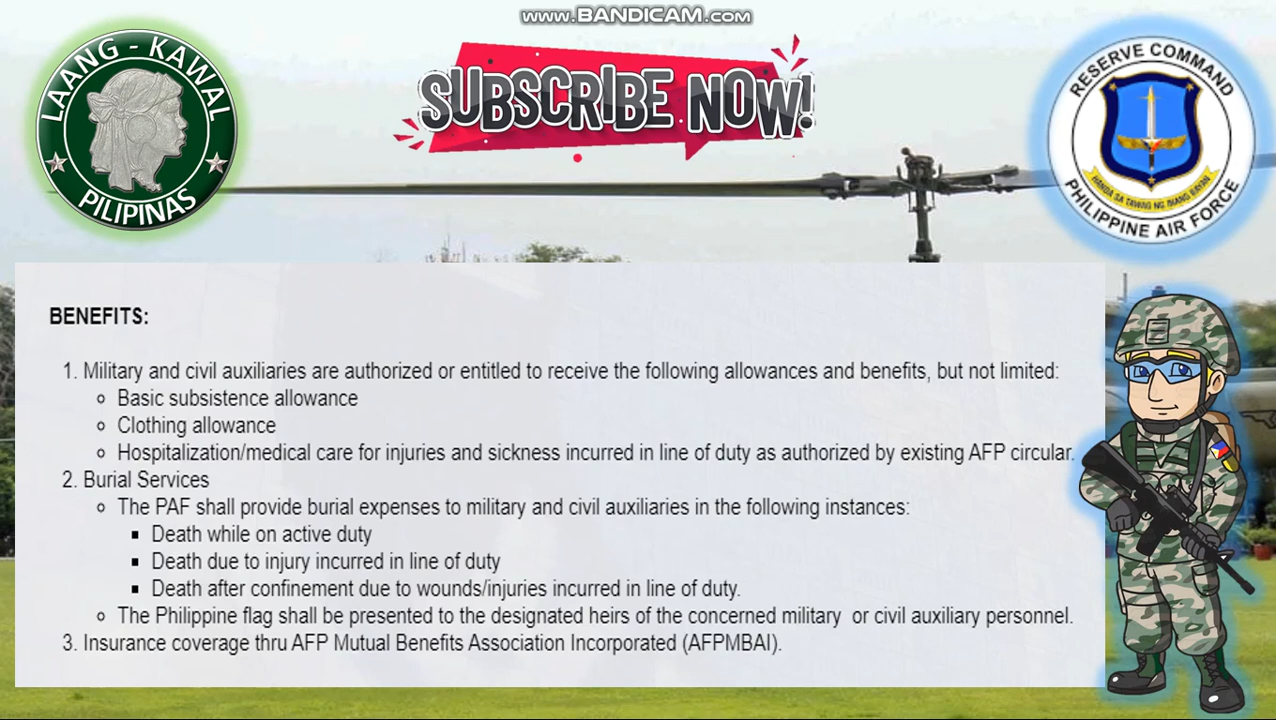 www.BANDICAM.com
LAANG - KAWAL
PILIPINAS
SUBSCRIBE NOW!
RESERVE COMMAND
HANDA SA TAWAG NG INANG BAYAN
PHILIPPINE AIR FORCE
BENEFITS:
1. Military and civil auxiliaries are authorized or entitled to receive the following allowances and benefits, but not limited:
Basic subsistence allowance
Clothing allowance
Hospitalization/medical care for injuries and sickness incurred in line of duty as authorized by existing AFP circular.
2. Burial Services
The PAF shall provide burial expenses to military and civil auxiliaries in the following instances:
Death while on active duty
Death due to injury incurred in line of duty
Death after confinement due to wounds/injuries incurred in line of duty.
The Philippine flag shall be presented to the designated heirs of the concerned military or civil auxiliary personnel.
3. Insurance coverage thru AFP Mutual Benefits Association Incorporated (AFPMBAI).